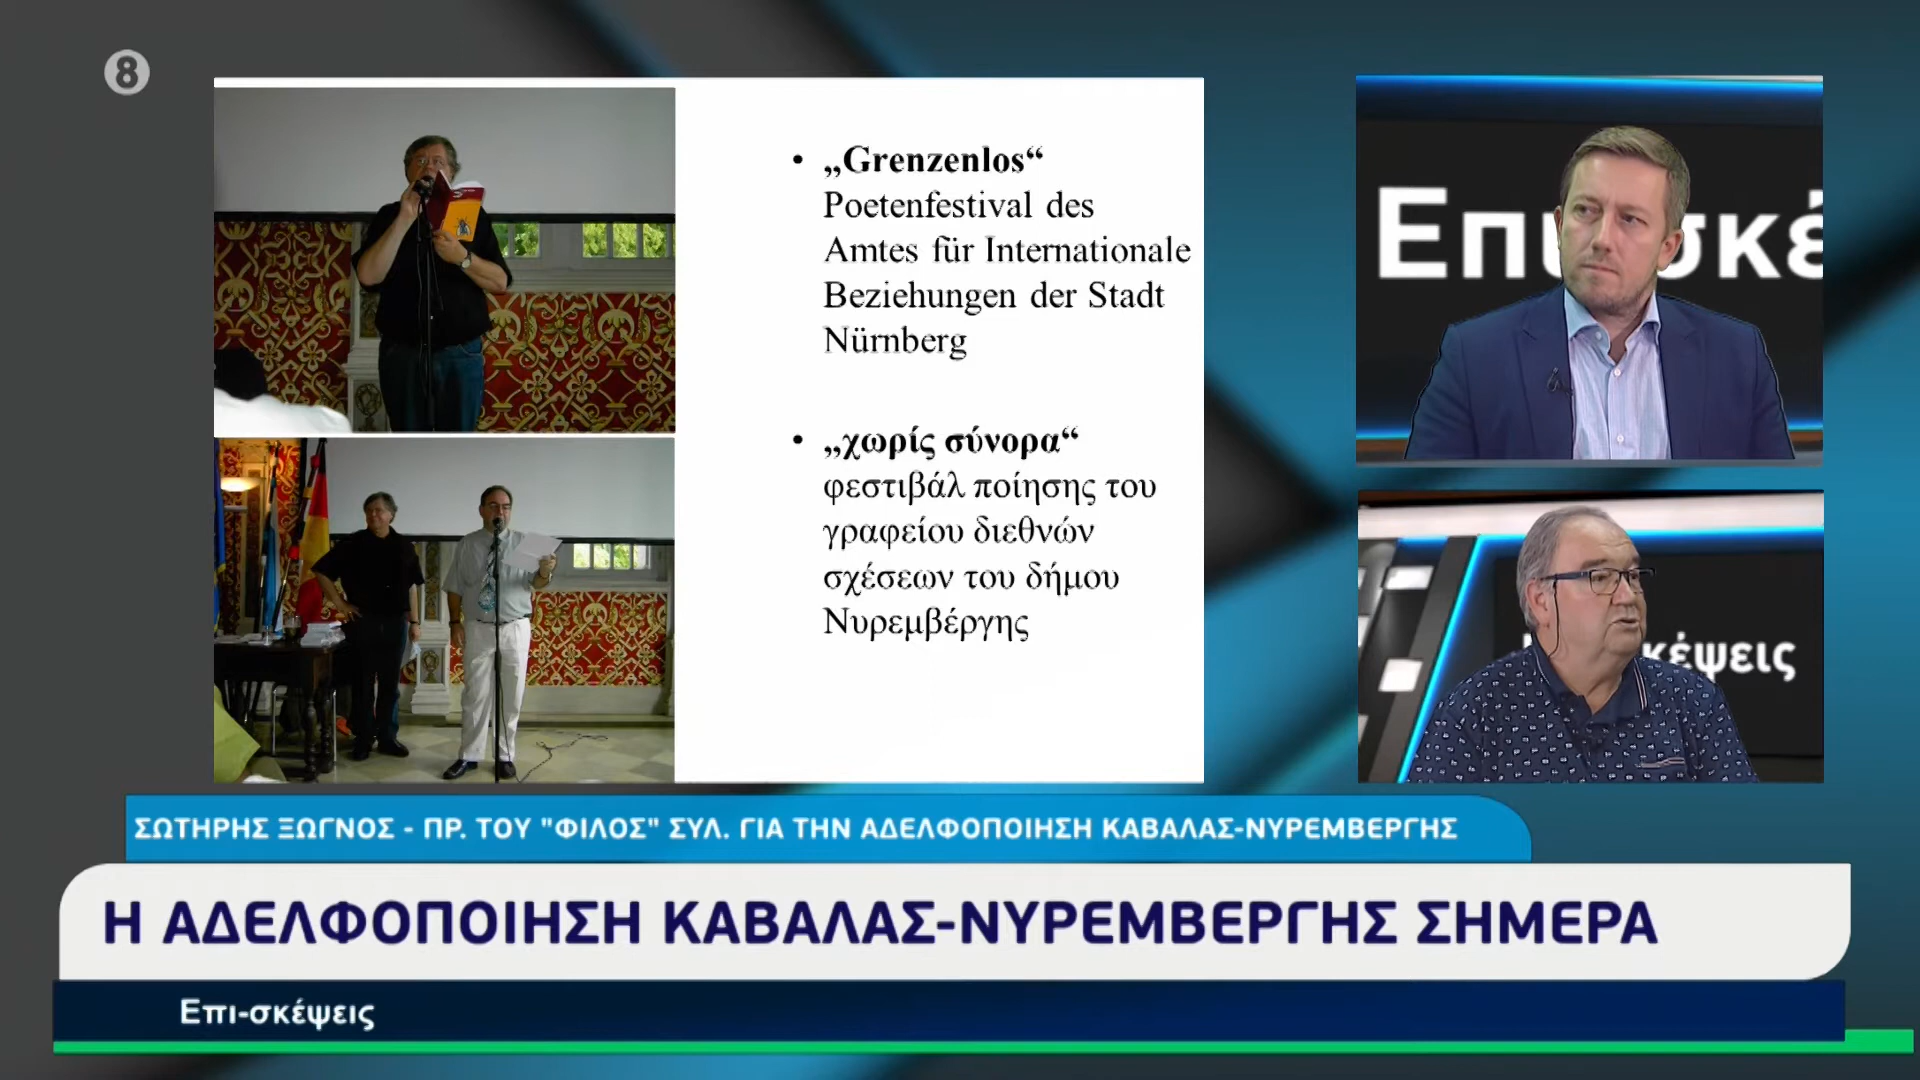 8
• „Grenzenlos“
Poetenfestival des
Amtes für Internationale
Beziehungen der Stadt
Nürnberg
• „χωρίς σύνορα“
φεστιβάλ ποίησης του
γραφείου διεθνών
σχέσεων του δήμου
Νυρεμβέργης
ΣΩΤΗΡΗΣ ΞΩΓΝΟΣ - ΠΡ. ΤΟΥ "ΦΙΛΟΣ" ΣΥΛ. ΓΙΑ ΤΗΝ ΑΔΕΛΦΟΠΟΙΗΣΗ ΚΑΒΑΛΑΣ-ΝΥΡΕΜΒΕΡΓΗΣ
Η ΑΔΕΛΦΟΠΟΙΗΣΗ ΚΑΒΑΛΑΣ-ΝΥΡΕΜΒΕΡΓΗΣ ΣΗΜΕΡΑ
Επι-σκέψεις